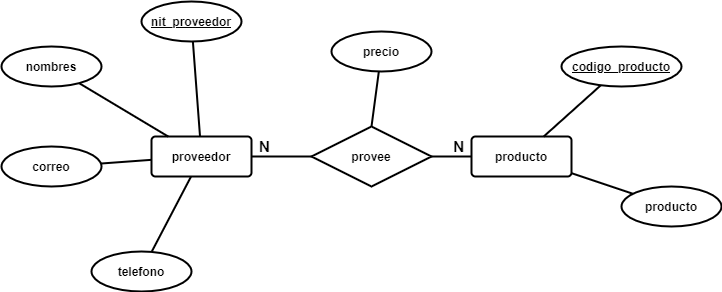 nit_proveedor
nombres
precio
codigo_producto
N
N
proveedor
provee
producto
correo
producto
telefono